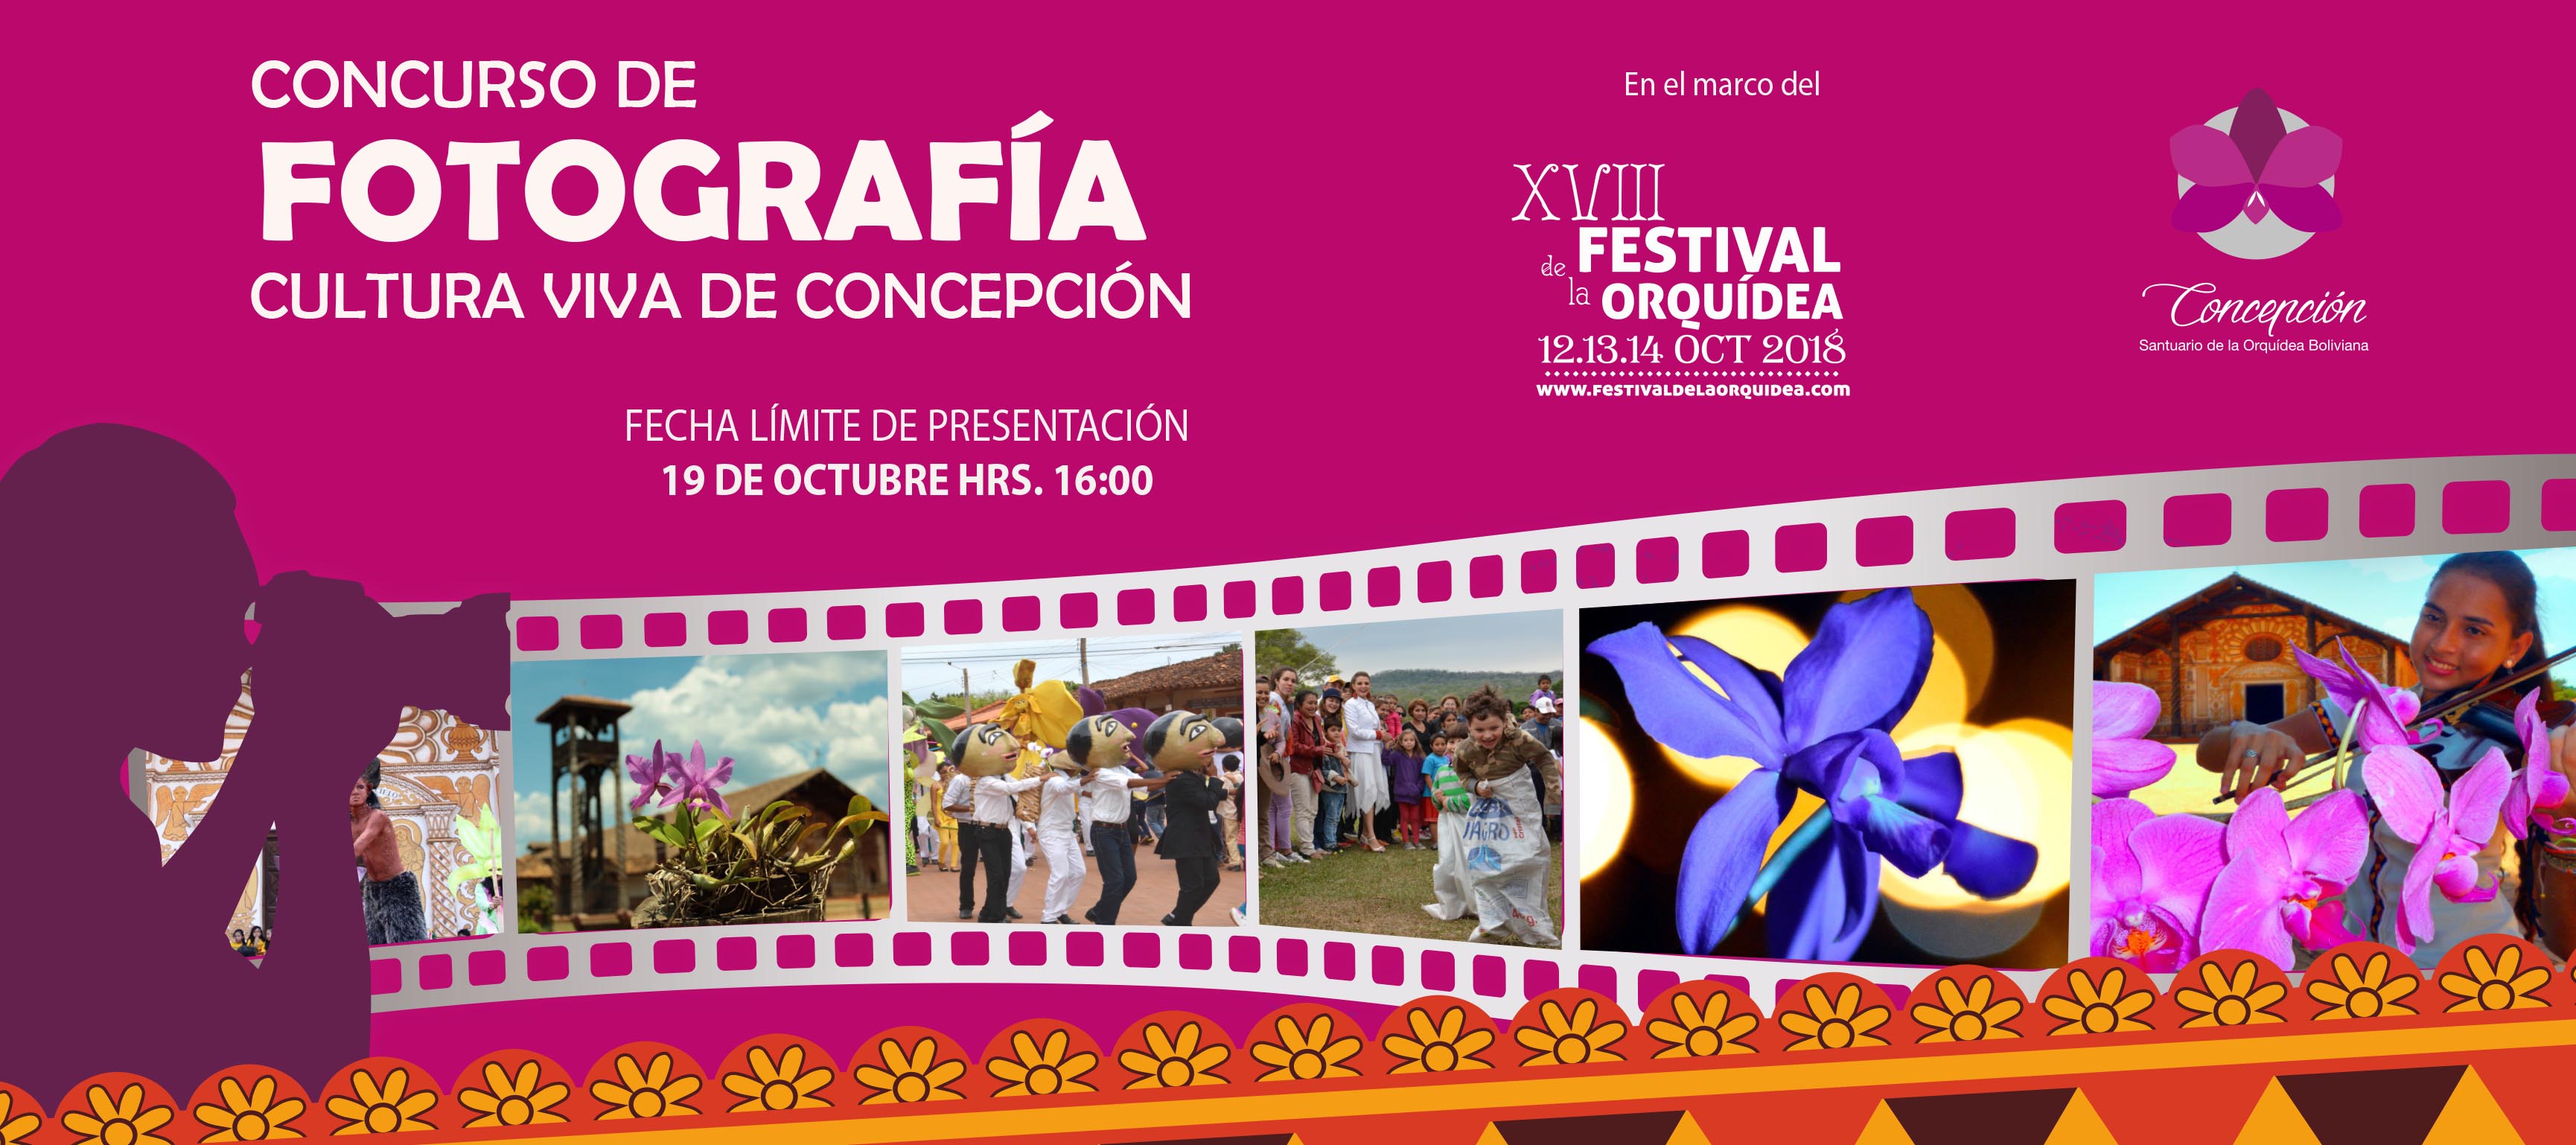 CONCURSO DE
FOTOGRAFÍA
CULTURA VIVA DE CONCEPCIÓN
FECHA LÍMITE DE PRESENTACIÓN
19 DE OCTUBRE HRS. 16:00
En el marco del
XVIII
FESTIVAL
de la
ORQUÍDEA
12.13.14 OCT 2018
www.FESTIVALDELAORQUIDEA.com
Concepción
Santuario de la Orquídea Boliviana